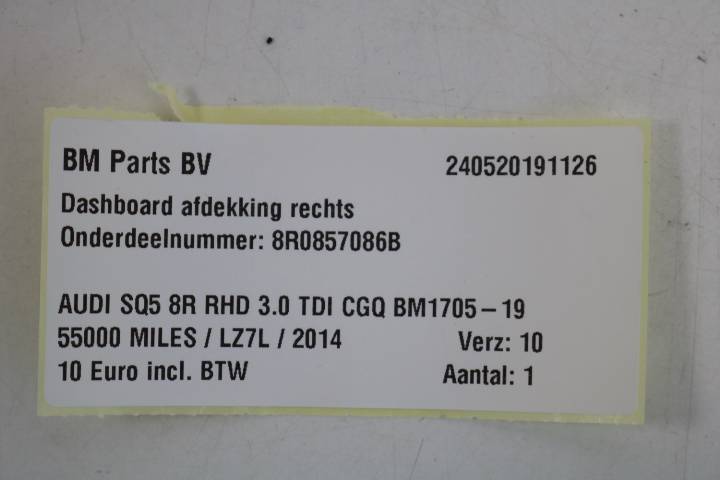 BM Parts BV 240520191126
Dashboard afdekking rechts
Onderdeelnummer: 8R0857086B
AUDI SQ5 8R RHD 3.0 TDI CGQ BM1705 – 19
55000 MILES / LZ7L / 2014 Verz: 10
10 Euro incl. BTW Aantal: 1